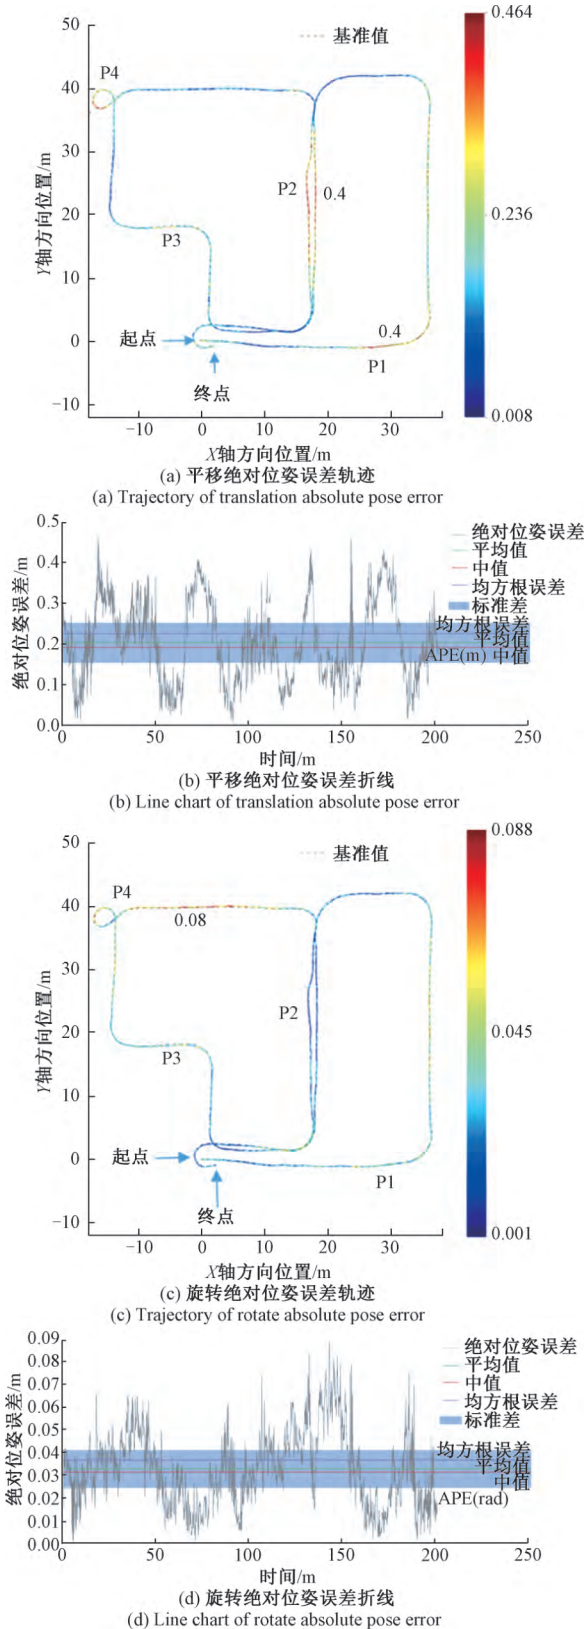 50
40
30
20
10
0
−10
Y轴方向位置/m
基准值
P4
P2
0.4
P3
起点
0.4
P1
终点
−10
0
10
20
30
X轴方向位置/m
0.464
0.236
0.008
(a) 平移绝对位姿误差轨迹
(a) Trajectory of translation absolute pose error
0.5
0.4
0.3
0.2
0.1
0.0
绝对位姿误差/m
绝对位姿误差
平均值
中值
均方根误差
标准差
均方根误差
平均值
APE(m) 中值
0
50
100
150
200
250
时间/m
(b) 平移绝对位姿误差折线
(b) Line chart of translation absolute pose error
50
40
30
20
10
0
−10
Y轴方向位置/m
基准值
P4
0.08
P2
P3
起点
P1
终点
−10
0
10
20
30
X轴方向位置/m
0.088
0.045
0.001
(c) 旋转绝对位姿误差轨迹
(c) Trajectory of rotate absolute pose error
0.09
0.08
0.07
0.06
0.05
0.04
0.03
0.02
0.01
0.00
绝对位姿误差/m
绝对位姿误差
平均值
中值
均方根误差
标准差
均方根误差
平均值
中值
APE(rad)
0
50
100
150
200
250
时间/m
(d) 旋转绝对位姿误差折线
(d) Line chart of rotate absolute pose error